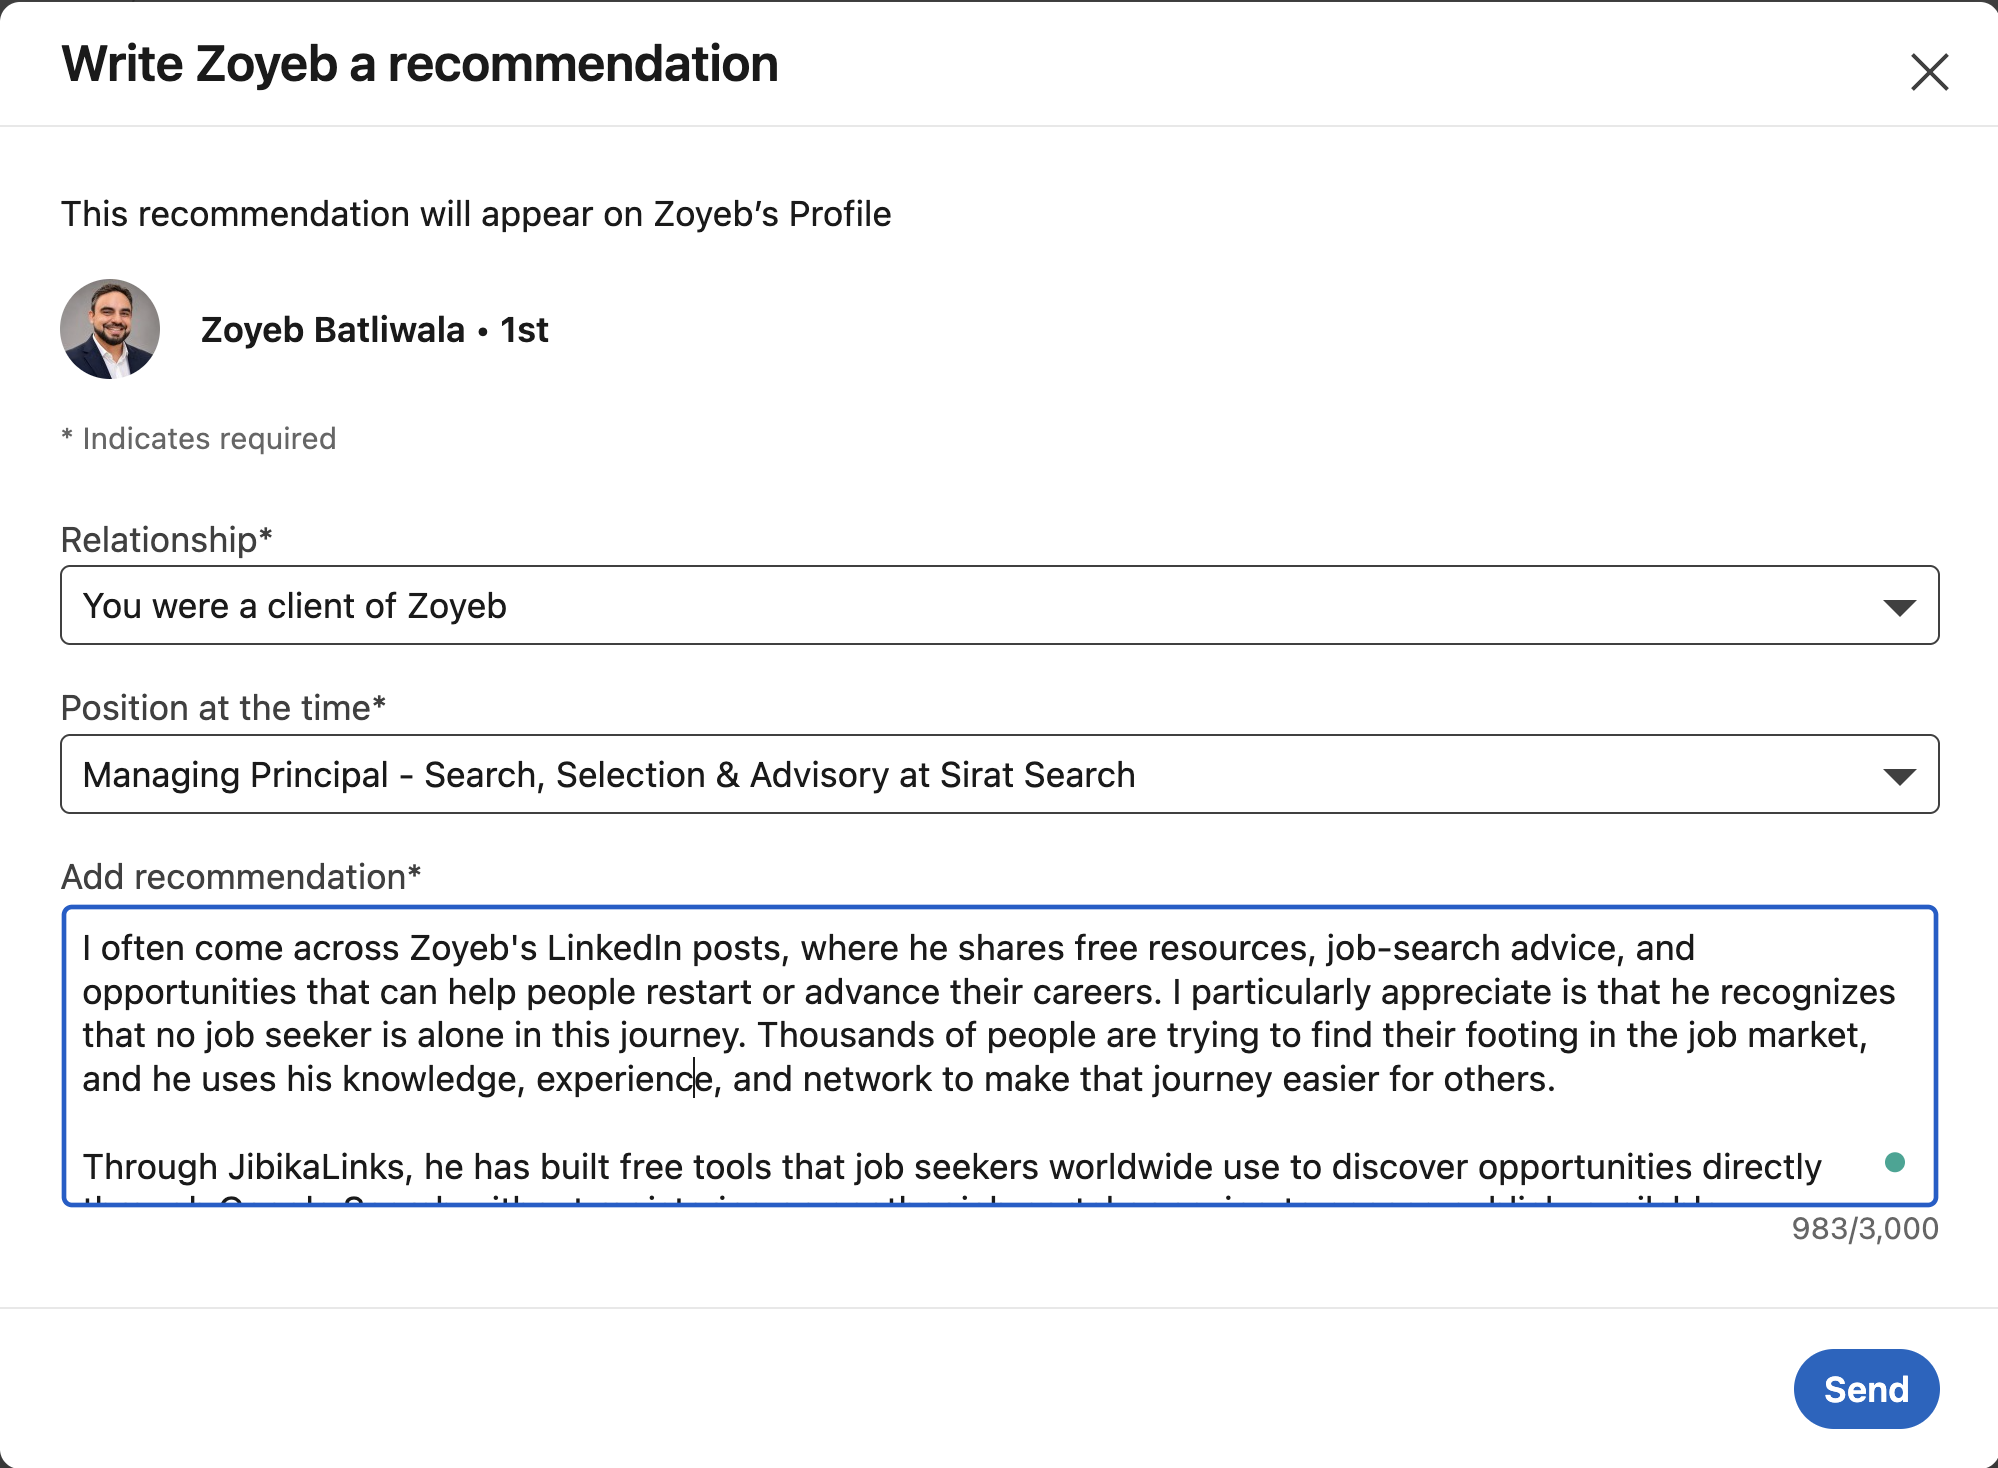 Write Zoyeb a recommendation
This recommendation will appear on Zoyeb’s Profile
Zoyeb Batliwala • 1st
* Indicates required
Relationship*
You were a client of Zoyeb
Position at the time*
Managing Principal - Search, Selection & Advisory at Sirat Search
Add recommendation*
I often come across Zoyeb's LinkedIn posts, where he shares free resources, job-search advice, and
opportunities that can help people restart or advance their careers. I particularly appreciate is that he recognizes
that no job seeker is alone in this journey. Thousands of people are trying to find their footing in the job market,
and he uses his knowledge, experience, and network to make that journey easier for others.
Through JibikaLinks, he has built free tools that job seekers worldwide use to discover opportunities directly
983/3,000
Send